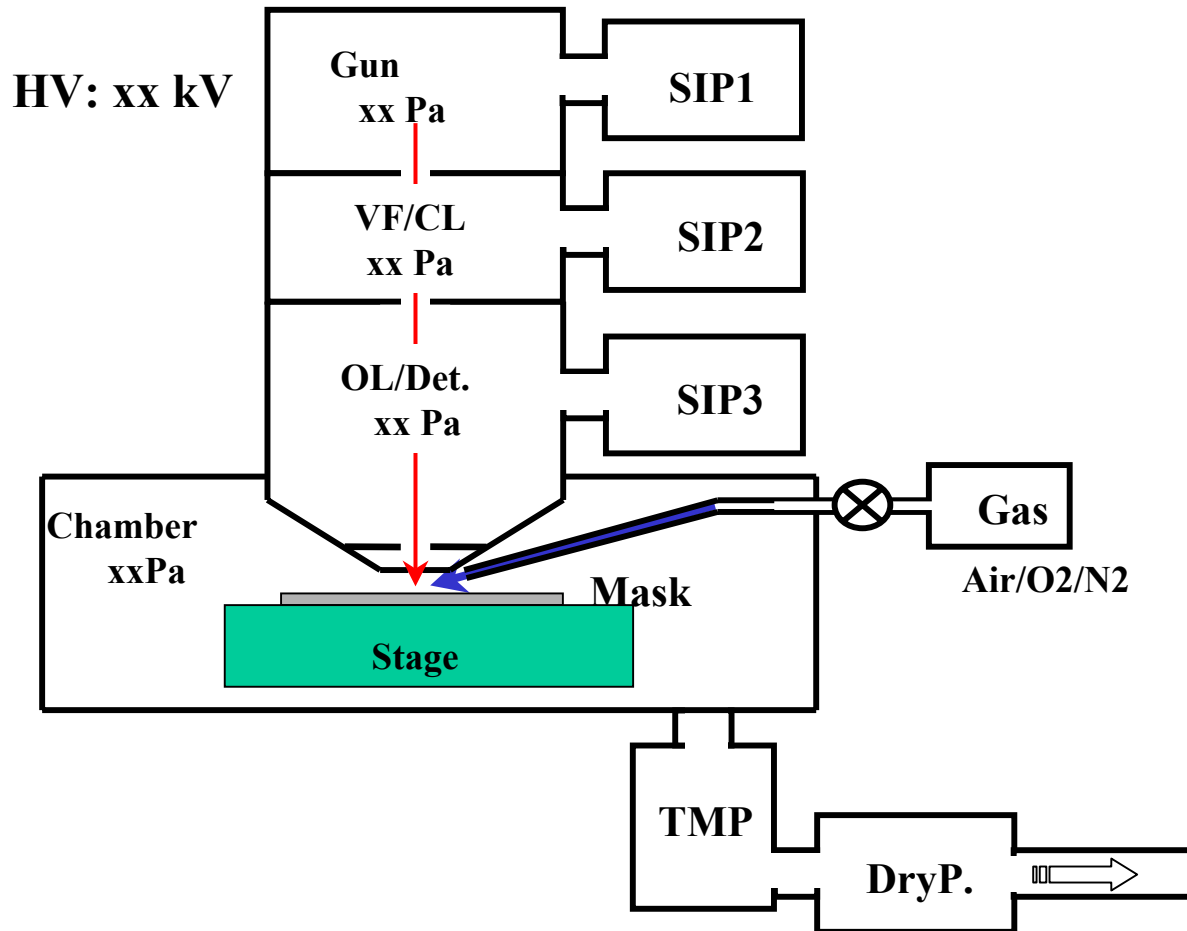 Gun
xx Pa
SIP1
HV: xx kV
VF/CL
xx Pa
SIP2
OL/Det.
xx Pa
SIP3
Chamber
xxPa
Gas
Air/O2/N2
Mask
Stage
TMP
DryP.